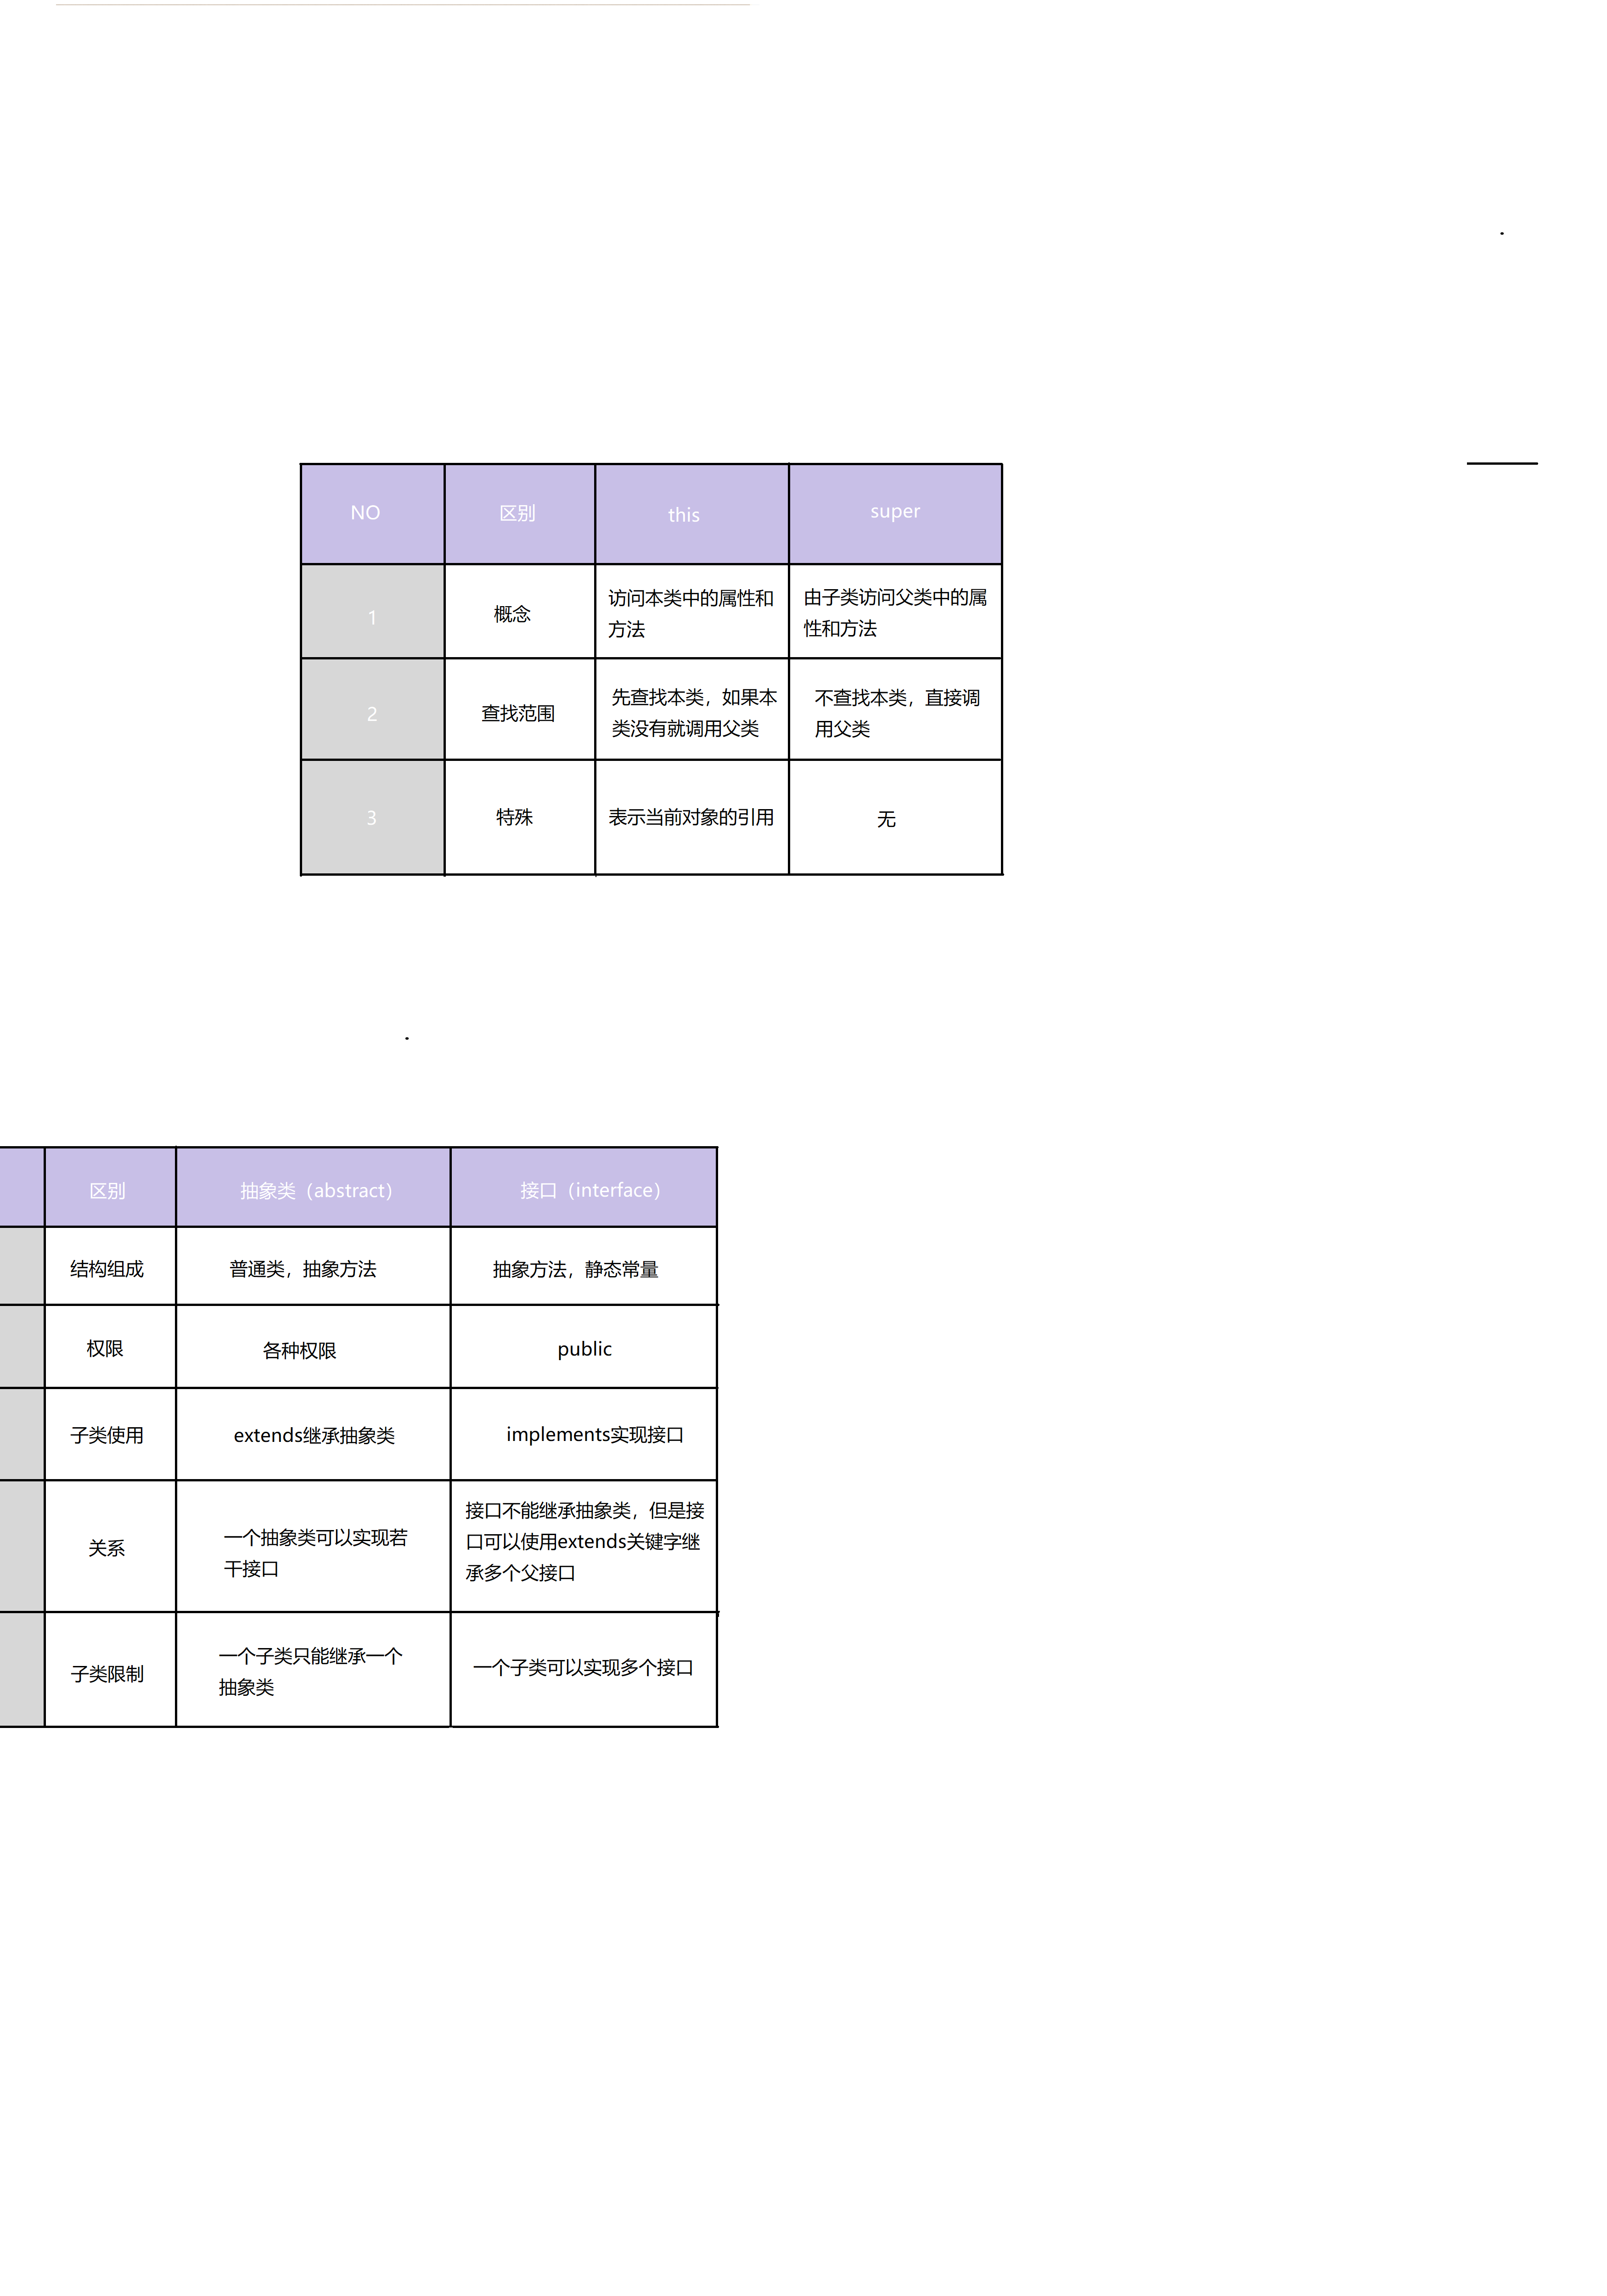 NO 区别 this super
1 概念 访问本类中的属性和 由子类访问父类中的属
方法 性和方法
2 查找范围 先查找本类，如果本 不查找本类，直接调
类没有就调用父类 用父类
3 特殊 表示当前对象的引用 无
区别 抽象类（abstract） 接口（interface）
结构组成 普通类，抽象方法 抽象方法，静态常量
权限 各种权限 public
子类使用 extends继承抽象类 implements实现接口
关系 一个抽象类可以实现若 接口不能继承抽象类，但是接
干接口 口可以使用extends关键字继
承多个父接口
子类限制 一个子类只能继承一个 一个子类可以实现多个接口
抽象类